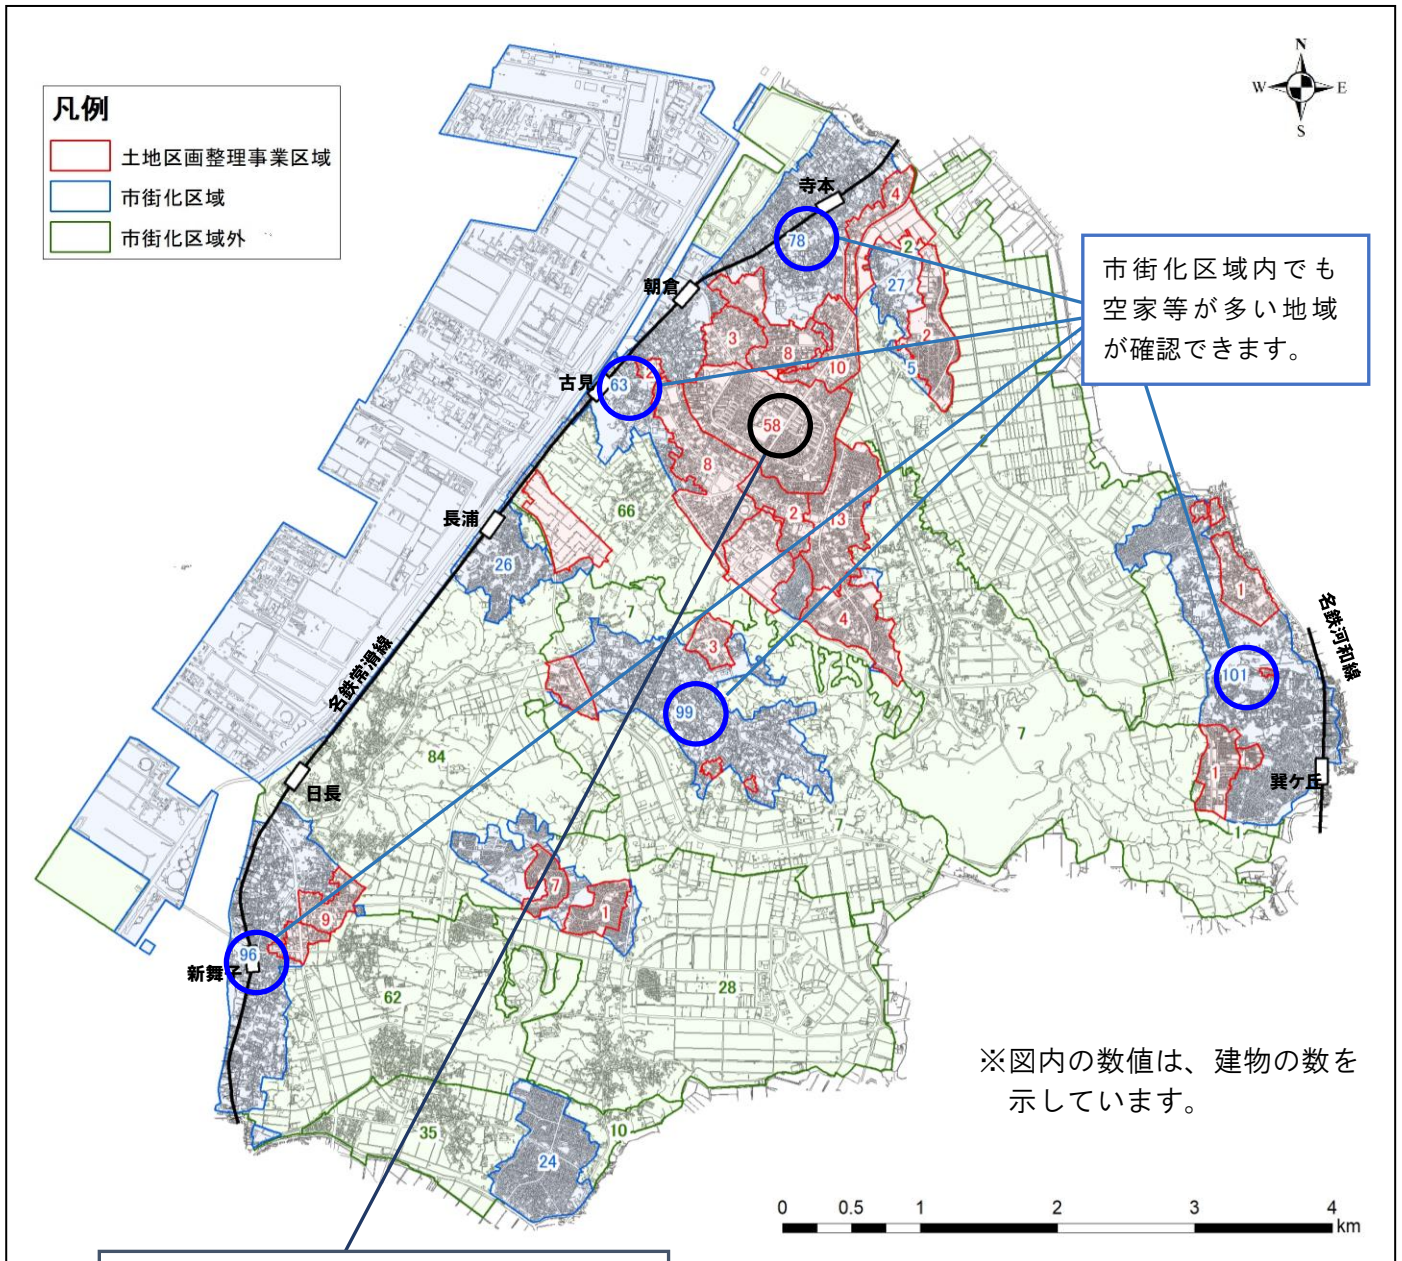 凡例
土地区画整理事業区域
市街化区域
市街化区域外
N
W
E
S
寺本
4
78
2
27
朝倉
市街化区域内でも
空家等が多い地域
が確認できます。
3
8
2
10
5
古見
63
2
58
2
8
長浦
66
2
13
26
7
4
1
名鉄河和線
3
101
名鉄常滑線
99
7
84
日長
巽ケ丘
1
7
1
7
1
9
96
新舞子
28
62
※図内の数値は、建物の数を
示しています。
35
10
24
0
0.5
1
2
3
4
km